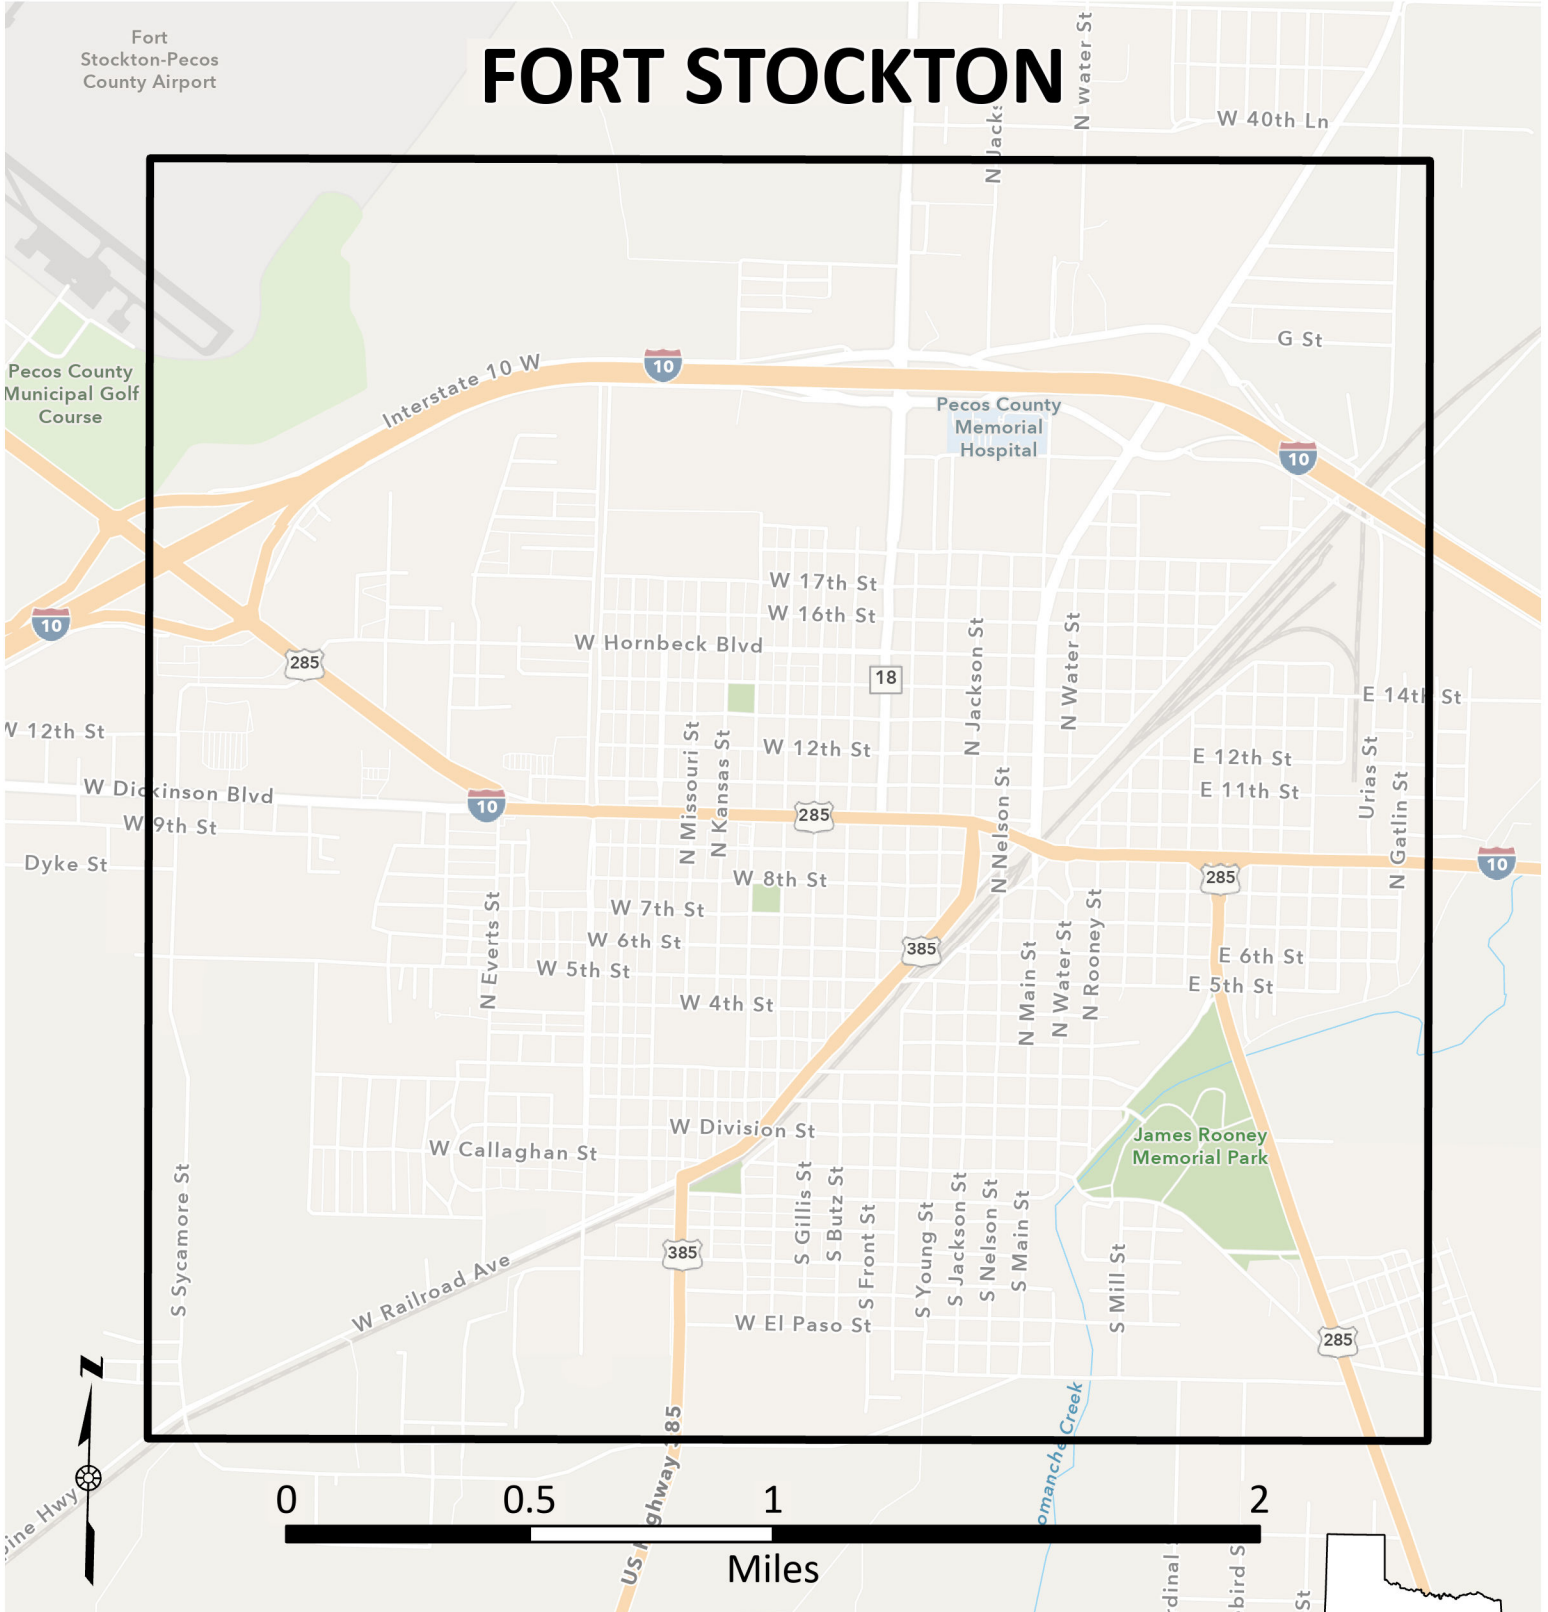 Fort
Stockton-Pecos
County Airport
FORT STOCKTON
N Jacks
N Water St
W 40th Ln
G St
Pecos County
Municipal Golf
Course
Interstate 10 W
10
Pecos County
Memorial
Hospital
10
W 17th St
W 16th St
10
W Hornbeck Blvd
N Jackson St
N Water St
285
18
E 14th St
W 12th St
N Missouri St
N Kansas St
W 12th St
E 12th St
Urias St
W Dickinson Blvd
10
285
N Nelson St
E 11th St
N Gatlin St
W 9th St
Dyke St
W 8th St
285
10
N Everts St
W 7th St
W 6th St
385
N Main St
N Water St
N Rooney St
E 6th St
W 5th St
E 5th St
W 4th St
W Division St
James Rooney
Memorial Park
W Callaghan St
S Sycamore St
S Gillis St
S Butz St
S Front St
S Young St
S Jackson St
S Nelson St
S Main St
S Mill St
385
W Railroad Ave
W El Paso St
285
N
US Highway 385
omanche Creek
pine Hwy
0 0.5 1 2
Miles
rdinal
bird S
St